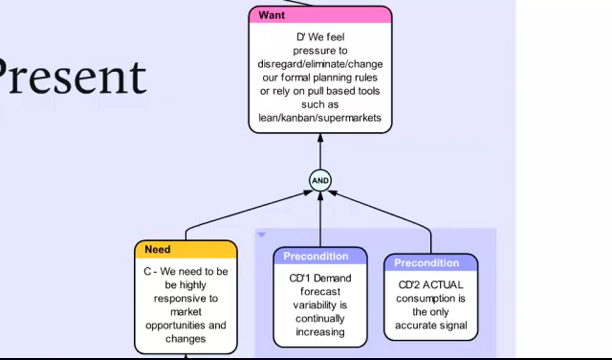 Want
D' We feel
pressure to
disregard/eliminate/change
our formal planning rules
or rely on pull based tools
such as
lean/kanban/supermarkets
Present
AND
Need
C - We need to be
be highly
responsive to
market
opportunities and
changes
Precondition
CD'1 Demand
forecast
variability is
continually
increasing
Precondition
CD'2 ACTUAL
consumption is
the only
accurate signal